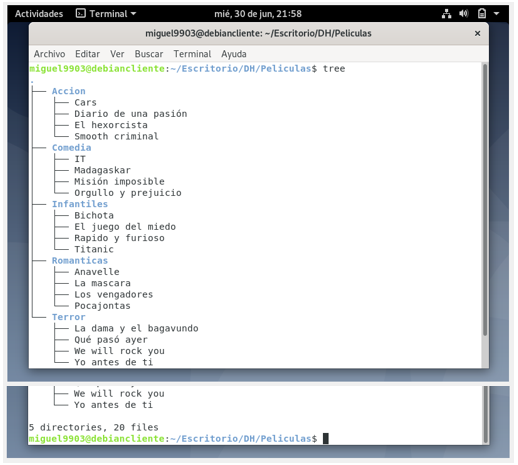 Actividades Terminal mié, 30 de jun, 21:58
miguel9903@debiancliente: ~/Escritorio/DH/Peliculas ×
Archivo Editar Ver Buscar Terminal Ayuda
miguel9903@debiancliente:~/Escritorio/DH/Peliculas$ tree
.
├── Accion
│   ├── Cars
│   ├── Diario de una pasión
│   ├── El hexorcista
│   └── Smooth criminal
├── Comedia
│   ├── IT
│   ├── Madagaskar
│   ├── Misión imposible
│   └── Orgullo y prejuicio
├── Infantiles
│   ├── Bichota
│   ├── El juego del miedo
│   ├── Rapido y furioso
│   └── Titanic
├── Romanticas
│   ├── Anavelle
│   ├── La mascara
│   ├── Los vengadores
│   └── Pocajontas
└── Terror
    ├── La dama y el bagavundo
    ├── Qué pasó ayer
    ├── We will rock you
    └── Yo antes de ti
    ├── We will rock you
    └── Yo antes de ti
5 directories, 20 files
miguel9903@debiancliente:~/Escritorio/DH/Peliculas$